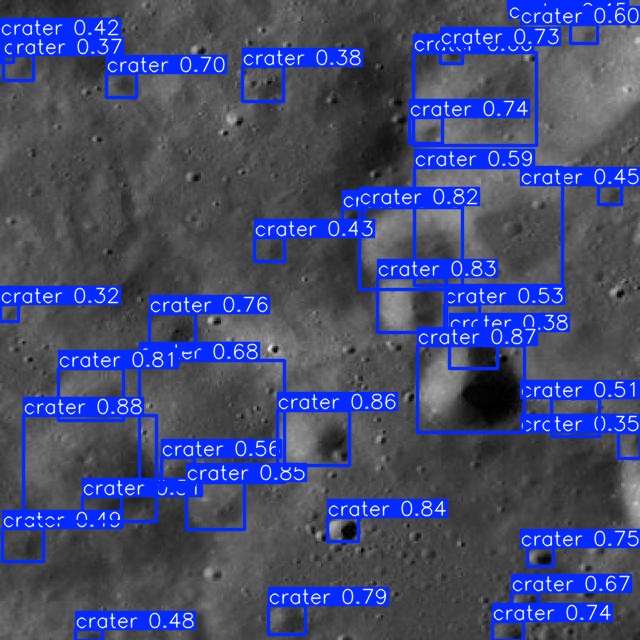 crater 0.60
crater 0.42
crater 0.73
crater 0.37
crater 0.38
crater 0.70
crater 0.74
crater 0.59
crater 0.45
crater 0.82
crater 0.43
crater 0.83
crater 0.32
crater 0.53
crater 0.76
crater 0.38
crater 0.87
crater 0.68
crater 0.81
crater 0.51
crater 0.88
crater 0.86
crater 0.35
crater 0.56
crater 0.85
crater 0.84
crater 0.49
crater 0.75
crater 0.67
crater 0.79
crater 0.74
crater 0.48